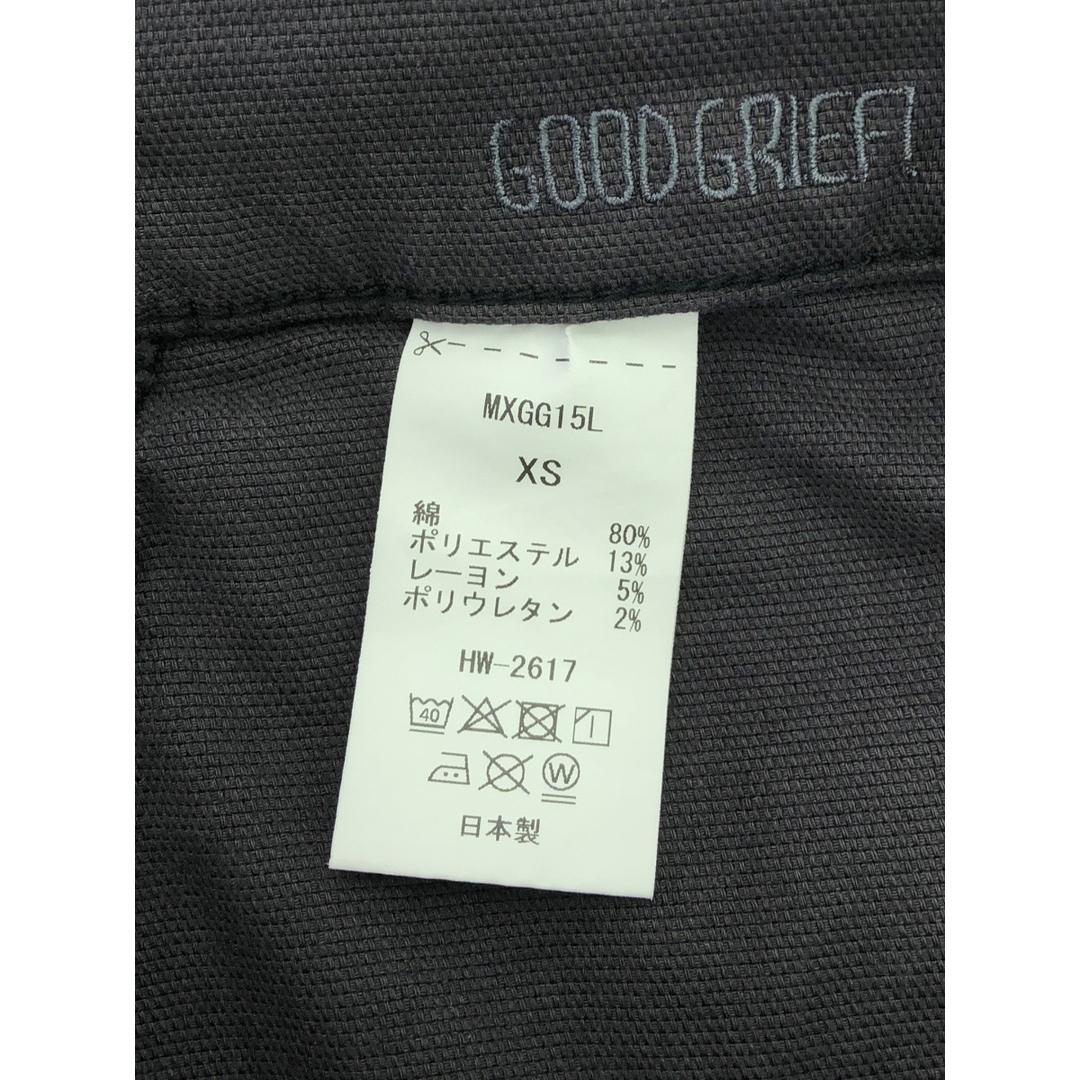 GOOD GRIEF!
MXGG15L
XS
綿 80%
ポリエステル 13%
レーヨン 5%
ポリウレタン 2%
HW-2617
40
W
日本製